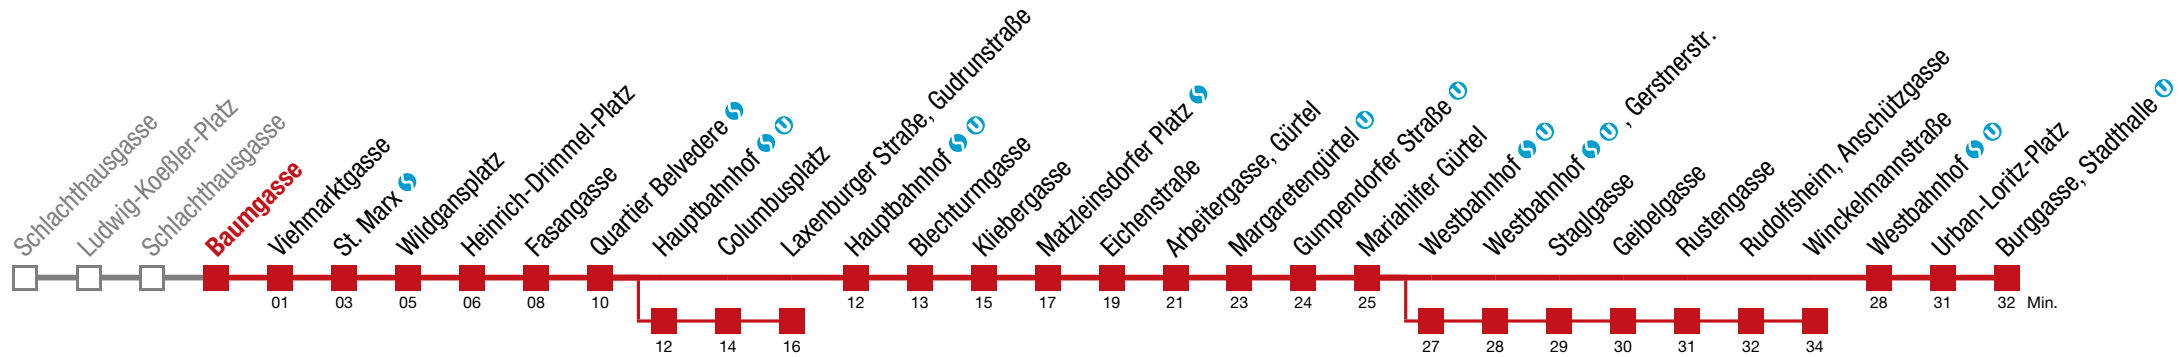 Schlachthausgasse
Ludwig-Koeßler-Platz
Schlachthausgasse
Baumgasse
Viehmarktgasse
St. Marx
Wildgansplatz
Heinrich-Drimmel-Platz
Fasangasse
Quartier Belvedere
Hauptbahnhof U
Columbusplatz
Laxenburger Straße, Gudrunstraße
Hauptbahnhof U
Blechturmgasse
Kliebergasse
Matzleinsdorfer Platz
Eichenstraße
Arbeitergasse, Gürtel
Margaretengürtel U
Gumpendorfer Straße U
Mariahilfer Gürtel
Westbahnhof U
Westbahnhof U , Gerstnerstr.
Staglgasse
Geibelgasse
Rustengasse
Rudolfsheim, Anschützgasse
Winckelmannstraße
Westbahnhof U
Urban-Loritz-Platz
Burggasse, Stadthalle U
01 03 05 06 08 10 12 13 15 17 19 21 23 24 25 28 31 32 Min.
12 14 16 27 28 29 30 31 32 34